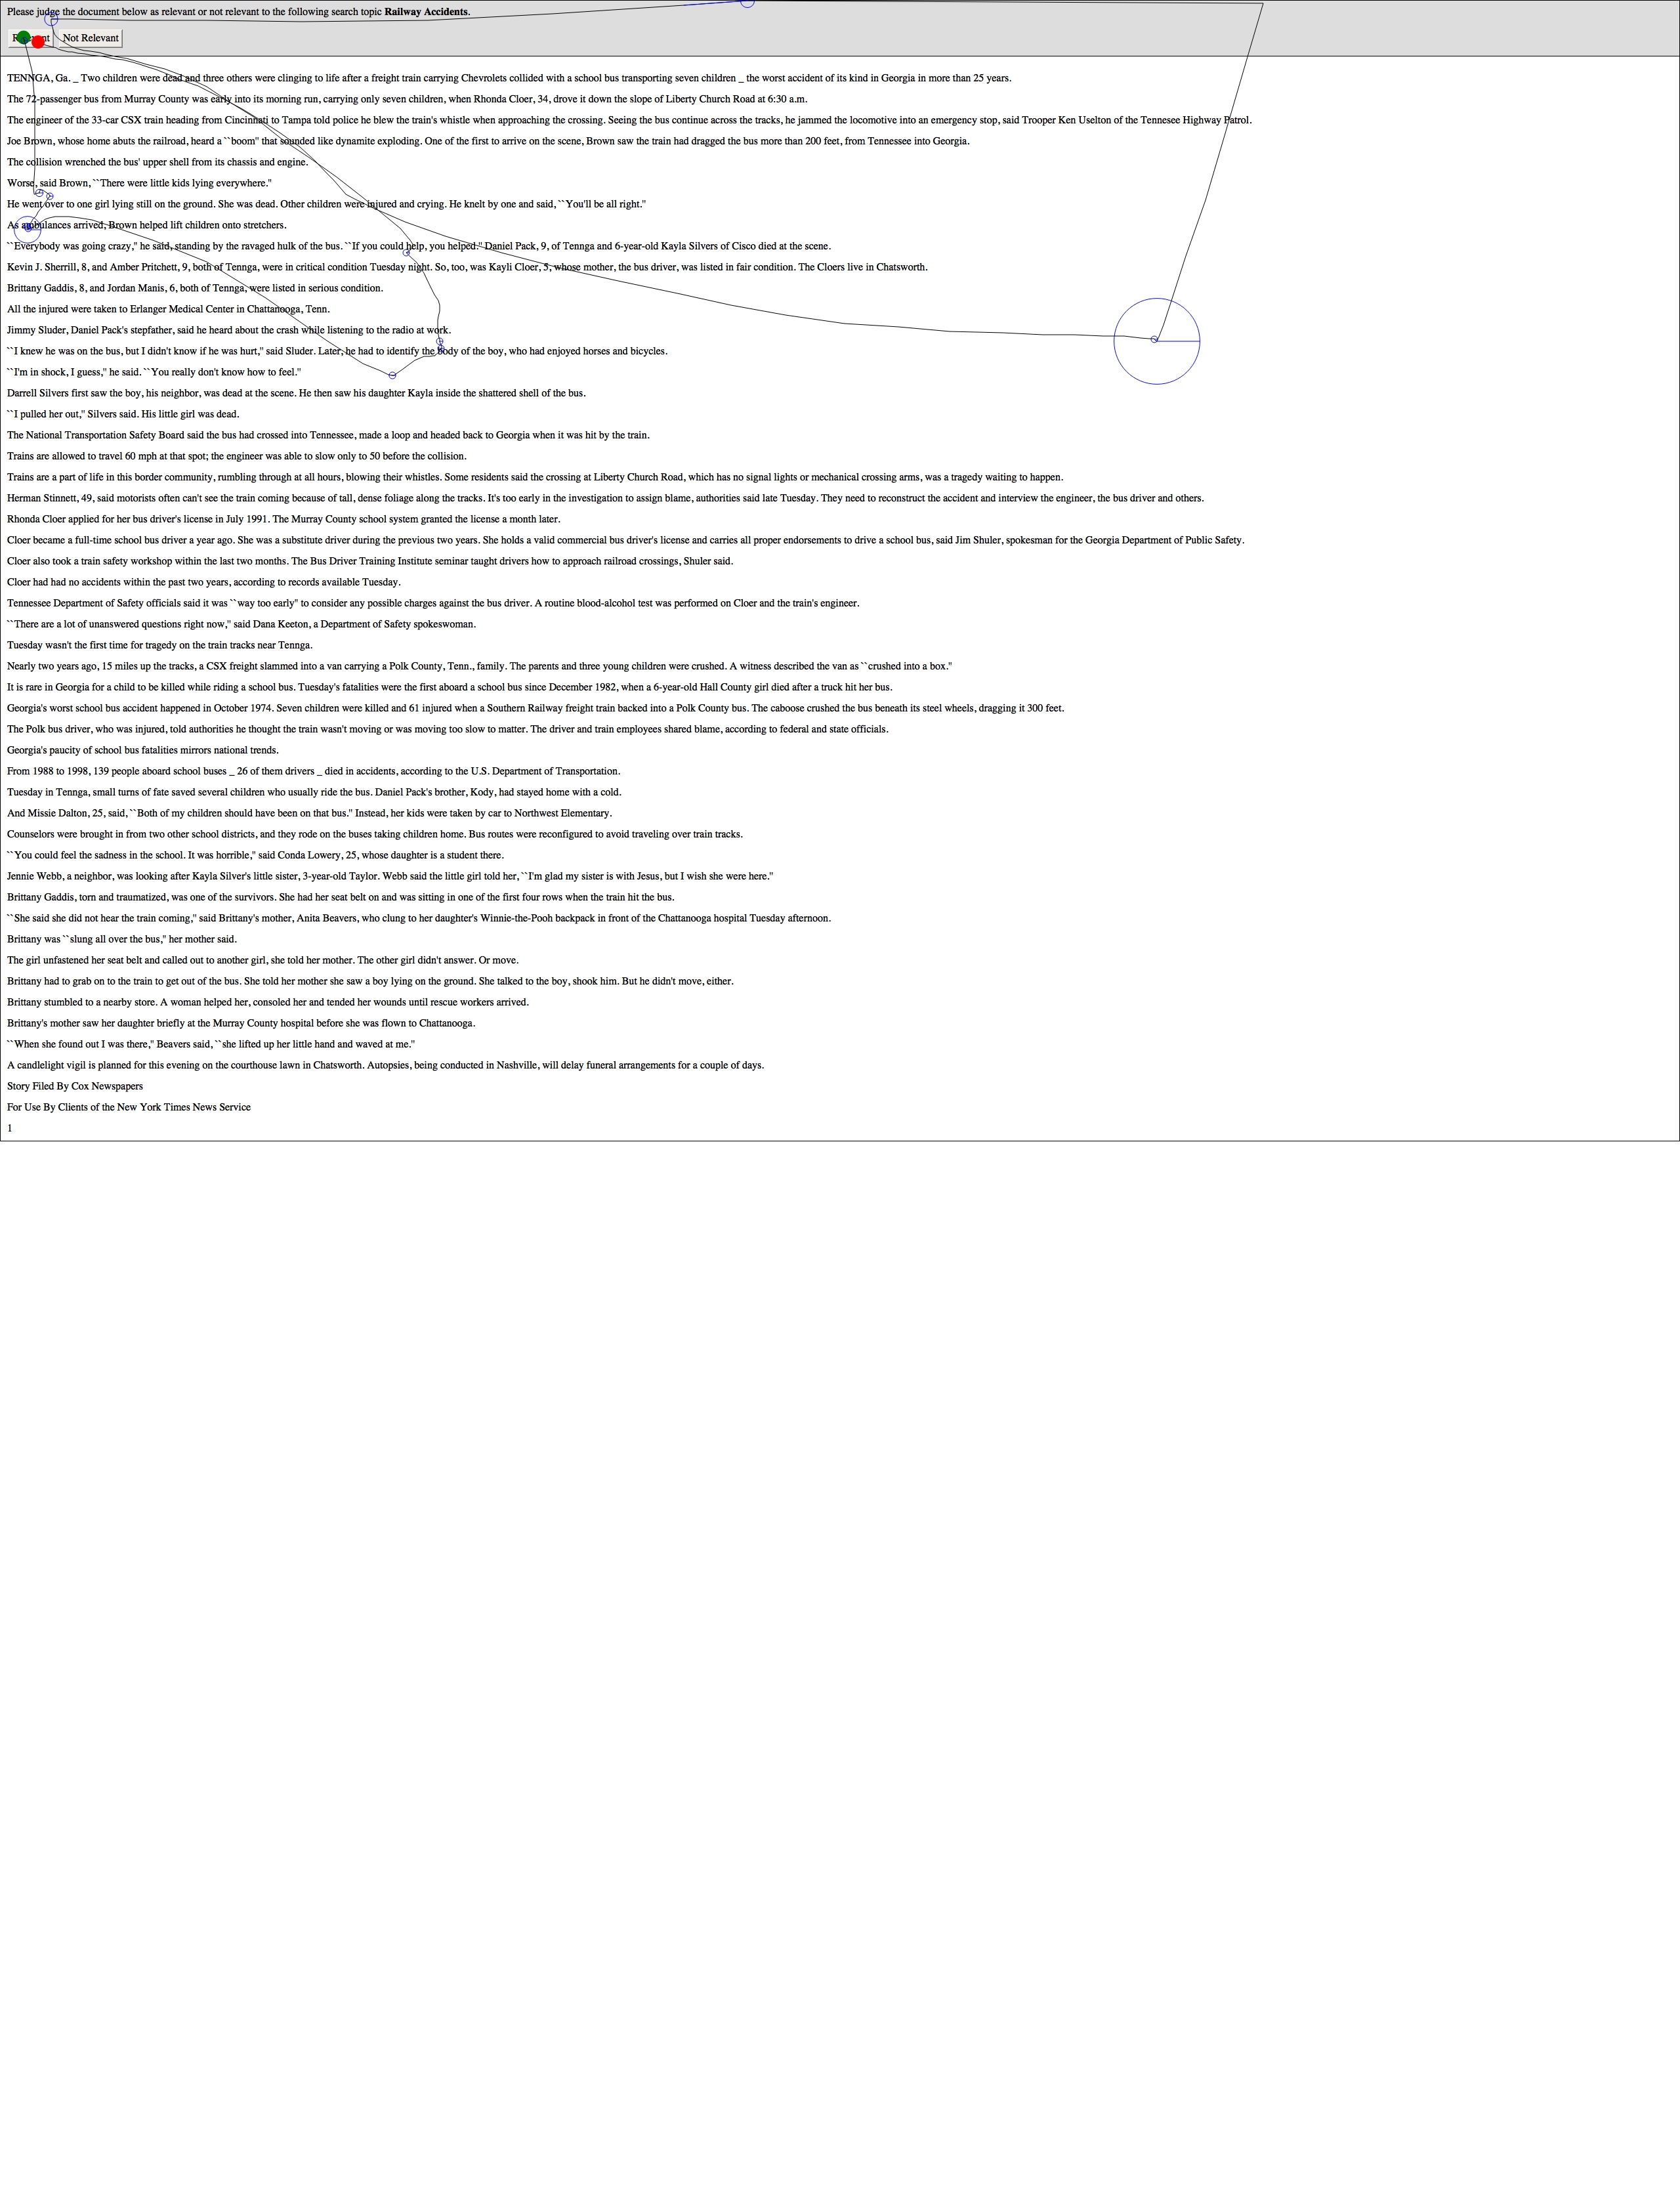 Please judge the document below as relevant or not relevant to the following search topic Railway Accidents.
Relevant Not Relevant
TENNGA, Ga. _ Two children were dead and three others were clinging to life after a freight train carrying Chevrolets collided with a school bus transporting seven children _ the worst accident of its kind in Georgia in more than 25 years.
The 72-passenger bus from Murray County was early into its morning run, carrying only seven children, when Rhonda Cloer, 34, drove it down the slope of Liberty Church Road at 6:30 a.m.
The engineer of the 33-car CSX train heading from Cincinnati to Tampa told police he blew the train's whistle when approaching the crossing. Seeing the bus continue across the tracks, he jammed the locomotive into an emergency stop, said Trooper Ken Uselton of the Tennesee Highway Patrol.
Joe Brown, whose home abuts the railroad, heard a ``boom'' that sounded like dynamite exploding. One of the first to arrive on the scene, Brown saw the train had dragged the bus more than 200 feet, from Tennessee into Georgia.
The collision wrenched the bus' upper shell from its chassis and engine.
Worse, said Brown, ``There were little kids lying everywhere.''
He went over to one girl lying still on the ground. She was dead. Other children were injured and crying. He knelt by one and said, ``You'll be all right.''
As ambulances arrived, Brown helped lift children onto stretchers.
``Everybody was going crazy,'' he said, standing by the ravaged hulk of the bus. ``If you could help, you helped.'' Daniel Pack, 9, of Tennga and 6-year-old Kayla Silvers of Cisco died at the scene.
Kevin J. Sherrill, 8, and Amber Pritchett, 9, both of Tennga, were in critical condition Tuesday night. So, too, was Kayli Cloer, 5, whose mother, the bus driver, was listed in fair condition. The Cloers live in Chatsworth.
Brittany Gaddis, 8, and Jordan Manis, 6, both of Tennga, were listed in serious condition.
All the injured were taken to Erlanger Medical Center in Chattanooga, Tenn.
Jimmy Sluder, Daniel Pack's stepfather, said he heard about the crash while listening to the radio at work.
``I knew he was on the bus, but I didn't know if he was hurt,'' said Sluder. Later, he had to identify the body of the boy, who had enjoyed horses and bicycles.
``I'm in shock, I guess,'' he said. ``You really don't know how to feel.''
Darrell Silvers first saw the boy, his neighbor, was dead at the scene. He then saw his daughter Kayla inside the shattered shell of the bus.
``I pulled her out,'' Silvers said. His little girl was dead.
The National Transportation Safety Board said the bus had crossed into Tennessee, made a loop and headed back to Georgia when it was hit by the train.
Trains are allowed to travel 60 mph at that spot; the engineer was able to slow only to 50 before the collision.
Trains are a part of life in this border community, rumbling through at all hours, blowing their whistles. Some residents said the crossing at Liberty Church Road, which has no signal lights or mechanical crossing arms, was a tragedy waiting to happen.
Herman Stinnett, 49, said motorists often can't see the train coming because of tall, dense foliage along the tracks. It's too early in the investigation to assign blame, authorities said late Tuesday. They need to reconstruct the accident and interview the engineer, the bus driver and others.
Rhonda Cloer applied for her bus driver's license in July 1991. The Murray County school system granted the license a month later.
Cloer became a full-time school bus driver a year ago. She was a substitute driver during the previous two years. She holds a valid commercial bus driver's license and carries all proper endorsements to drive a school bus, said Jim Shuler, spokesman for the Georgia Department of Public Safety.
Cloer also took a train safety workshop within the last two months. The Bus Driver Training Institute seminar taught drivers how to approach railroad crossings, Shuler said.
Cloer had had no accidents within the past two years, according to records available Tuesday.
Tennessee Department of Safety officials said it was ``way too early'' to consider any possible charges against the bus driver. A routine blood-alcohol test was performed on Cloer and the train's engineer.
``There are a lot of unanswered questions right now,'' said Dana Keeton, a Department of Safety spokeswoman.
Tuesday wasn't the first time for tragedy on the train tracks near Tennga.
Nearly two years ago, 15 miles up the tracks, a CSX freight slammed into a van carrying a Polk County, Tenn., family. The parents and three young children were crushed. A witness described the van as ``crushed into a box.''
It is rare in Georgia for a child to be killed while riding a school bus. Tuesday's fatalities were the first aboard a school bus since December 1982, when a 6-year-old Hall County girl died after a truck hit her bus.
Georgia's worst school bus accident happened in October 1974. Seven children were killed and 61 injured when a Southern Railway freight train backed into a Polk County bus. The caboose crushed the bus beneath its steel wheels, dragging it 300 feet.
The Polk bus driver, who was injured, told authorities he thought the train wasn't moving or was moving too slow to matter. The driver and train employees shared blame, according to federal and state officials.
Georgia's paucity of school bus fatalities mirrors national trends.
From 1988 to 1998, 139 people aboard school buses _ 26 of them drivers _ died in accidents, according to the U.S. Department of Transportation.
Tuesday in Tennga, small turns of fate saved several children who usually ride the bus. Daniel Pack's brother, Kody, had stayed home with a cold.
And Missie Dalton, 25, said, ``Both of my children should have been on that bus.'' Instead, her kids were taken by car to Northwest Elementary.
Counselors were brought in from two other school districts, and they rode on the buses taking children home. Bus routes were reconfigured to avoid traveling over train tracks.
``You could feel the sadness in the school. It was horrible,'' said Conda Lowery, 25, whose daughter is a student there.
Jennie Webb, a neighbor, was looking after Kayla Silver's little sister, 3-year-old Taylor. Webb said the little girl told her, ``I'm glad my sister is with Jesus, but I wish she were here.''
Brittany Gaddis, torn and traumatized, was one of the survivors. She had her seat belt on and was sitting in one of the first four rows when the train hit the bus.
``She said she did not hear the train coming,'' said Brittany's mother, Anita Beavers, who clung to her daughter's Winnie-the-Pooh backpack in front of the Chattanooga hospital Tuesday afternoon.
Brittany was ``slung all over the bus,'' her mother said.
The girl unfastened her seat belt and called out to another girl, she told her mother. The other girl didn't answer. Or move.
Brittany had to grab on to the train to get out of the bus. She told her mother she saw a boy lying on the ground. She talked to the boy, shook him. But he didn't move, either.
Brittany stumbled to a nearby store. A woman helped her, consoled her and tended her wounds until rescue workers arrived.
Brittany's mother saw her daughter briefly at the Murray County hospital before she was flown to Chattanooga.
``When she found out I was there,'' Beavers said, ``she lifted up her little hand and waved at me.''
A candlelight vigil is planned for this evening on the courthouse lawn in Chatsworth. Autopsies, being conducted in Nashville, will delay funeral arrangements for a couple of days.
Story Filed By Cox Newspapers
For Use By Clients of the New York Times News Service
1